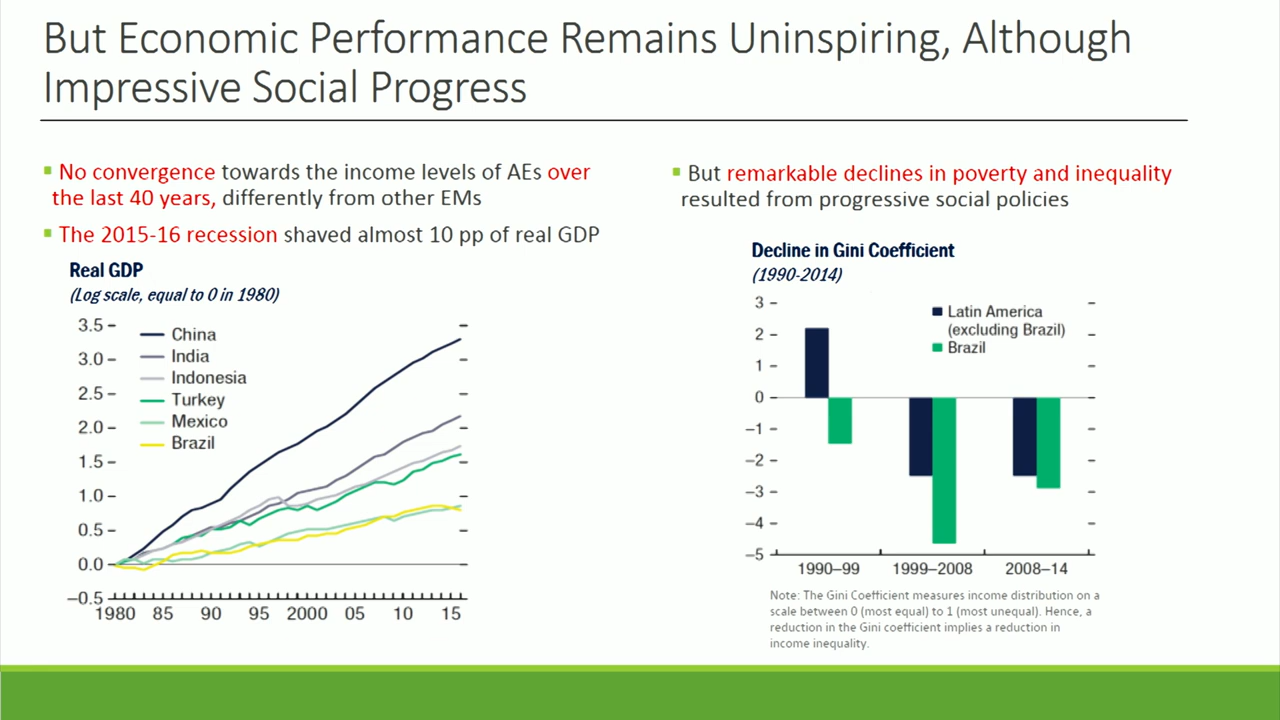 But Economic Performance Remains Uninspiring, Although
Impressive Social Progress
▪ No convergence towards the income levels of AEs over
the last 40 years, differently from other EMs
▪ The 2015-16 recession shaved almost 10 pp of real GDP
Real GDP
(Log scale, equal to 0 in 1980)
3.5
3.0
2.5
2.0
1.5
1.0
0.5
0.0
−0.5
China
India
Indonesia
Turkey
Mexico
Brazil
1980 85 90 95 2000 05 10 15
▪ But remarkable declines in poverty and inequality
resulted from progressive social policies
Decline in Gini Coefficient
(1990-2014)
3
2
1
0
−1
−2
−3
−4
−5
Latin America
(excluding Brazil)
Brazil
1990–99 1999–2008 2008–14
Note: The Gini Coefficient measures income distribution on a
scale between 0 (most equal) to 1 (most unequal). Hence, a
reduction in the Gini coefficient implies a reduction in
income inequality.